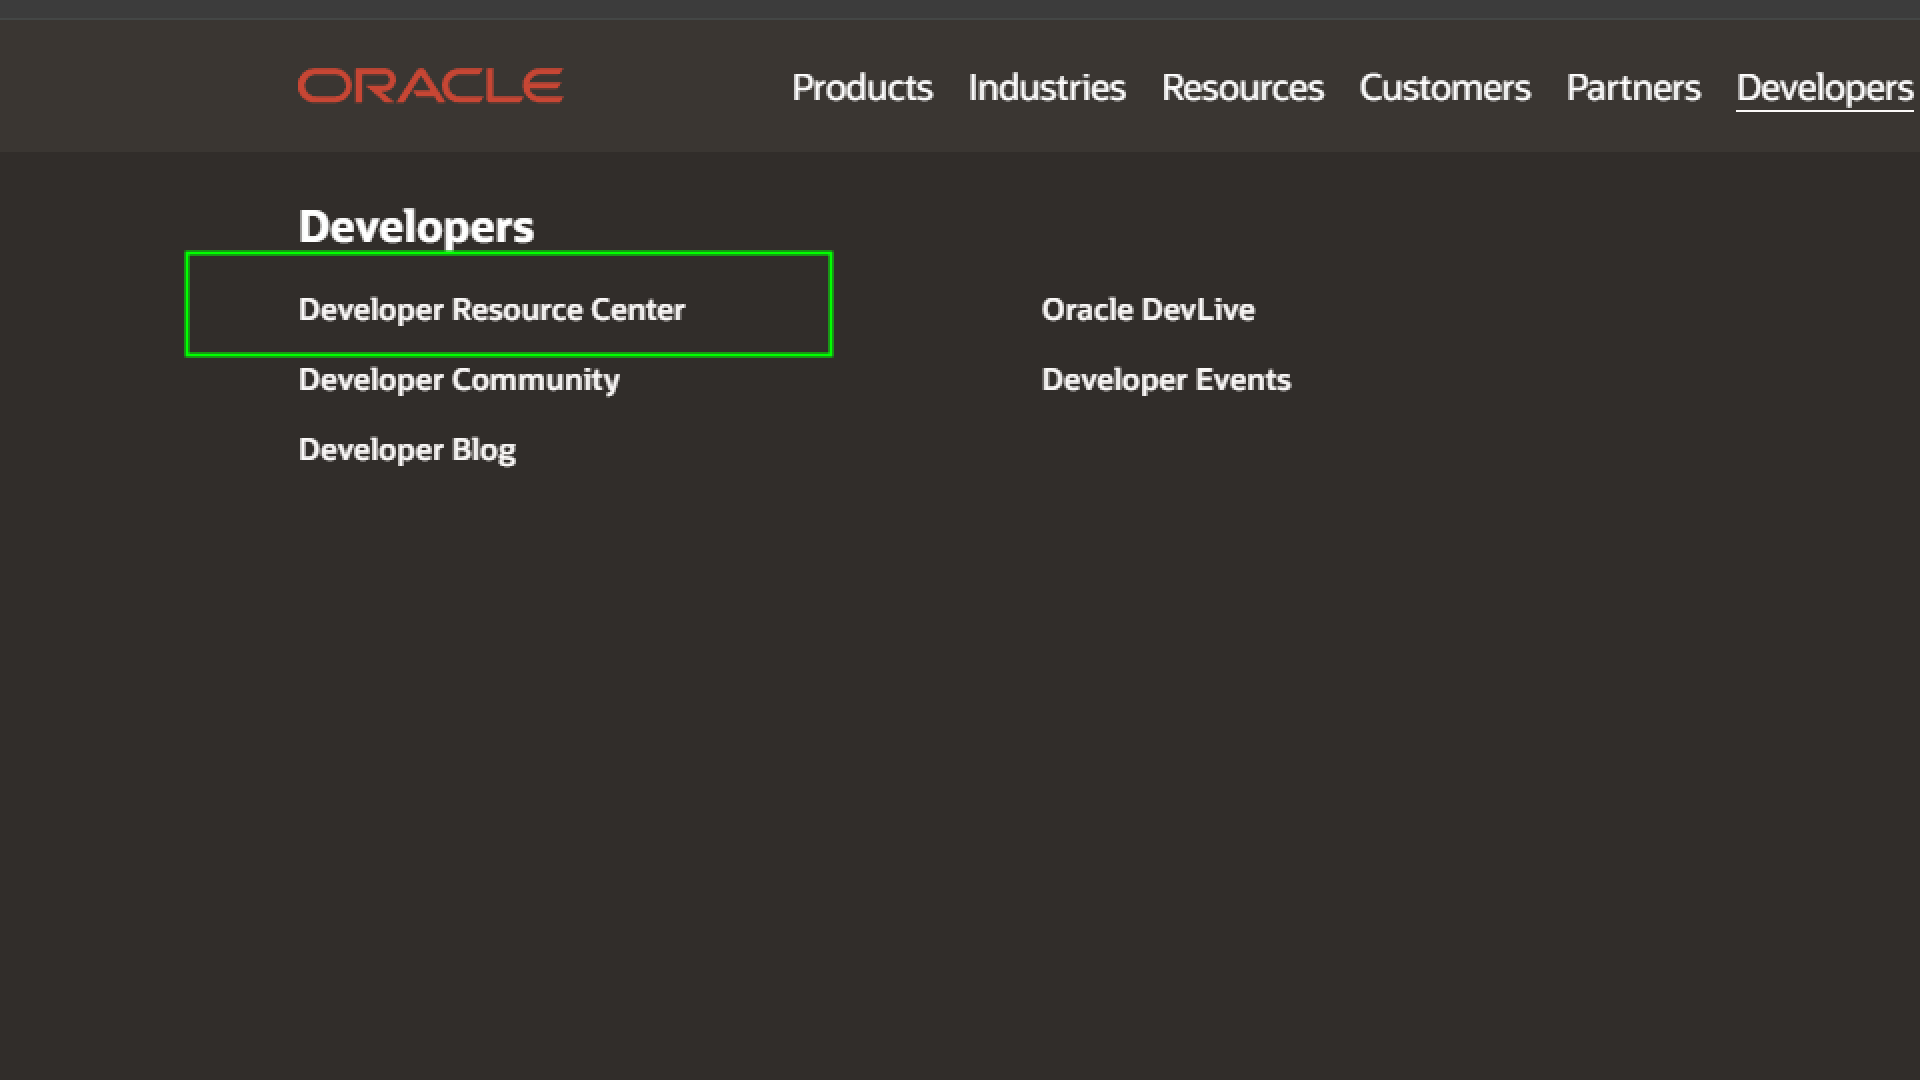 ORACLE
Products Industries Resources Customers Partners Developers
Developers
Developer Resource Center
Oracle DevLive
Developer Community
Developer Events
Developer Blog